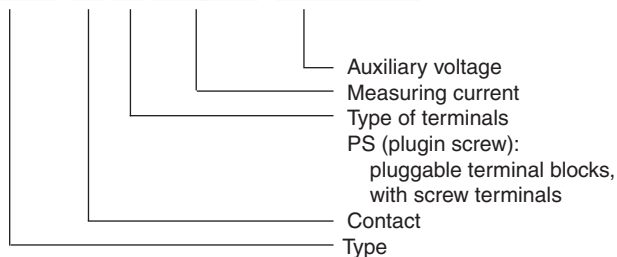 Auxiliary voltage
Measuring current
Type of terminals
PS (plugin screw):
pluggable terminal blocks,
with screw terminals
Contact
Type